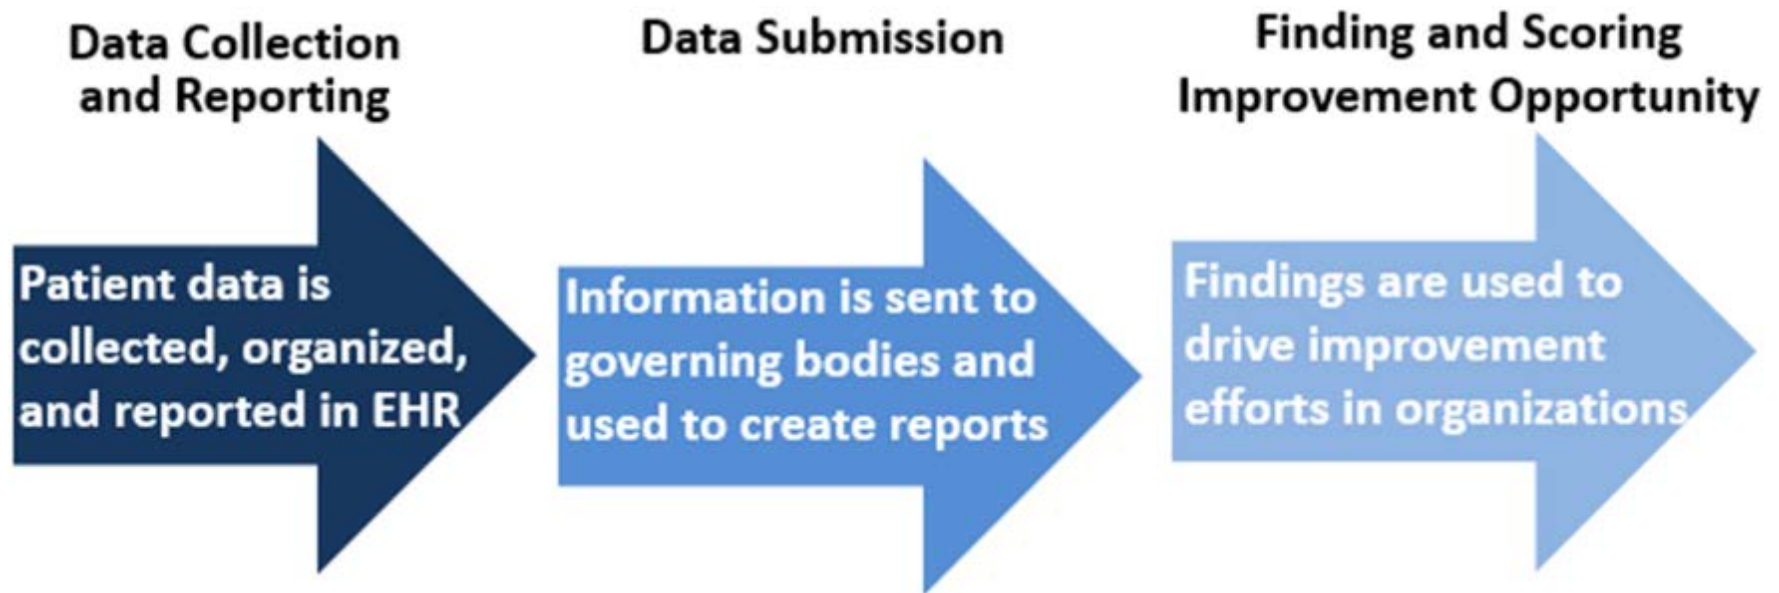 Data Collection
and Reporting
Patient data is
collected, organized,
and reported in EHR
Data Submission
Information is sent to
governing bodies and
used to create reports
Finding and Scoring
Improvement Opportunity
Findings are used to
drive improvement
efforts in organizations